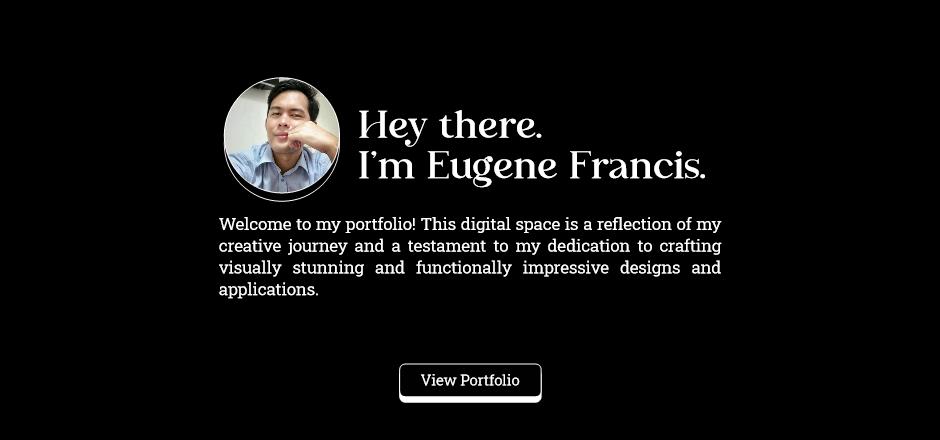 Hey there.
I'm Eugene Francis.
Welcome to my portfolio! This digital space is a reflection of my
creative journey and a testament to my dedication to crafting
visually stunning and functionally impressive designs and
applications.
View Portfolio